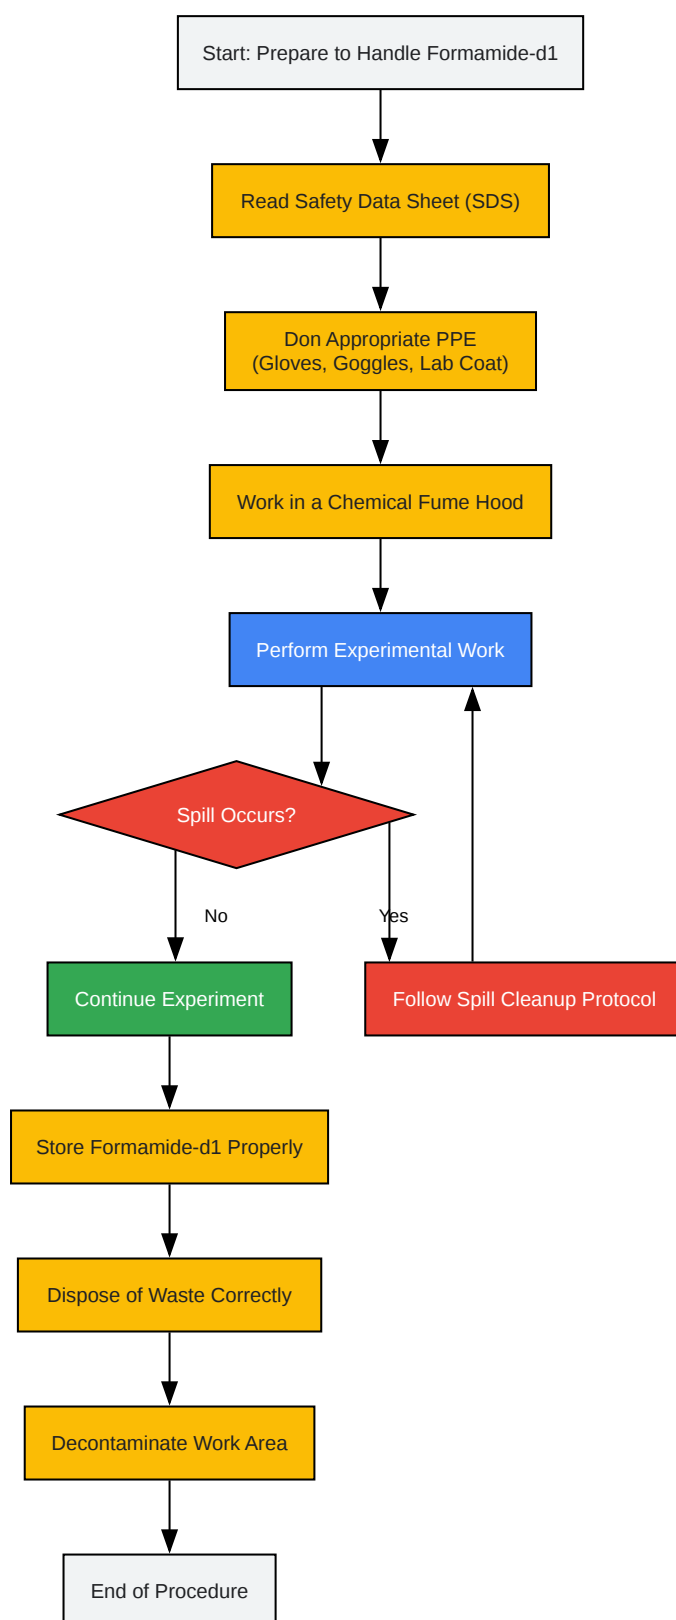 Start: Prepare to Handle Formamide-d1
Read Safety Data Sheet (SDS)
Don Appropriate PPE
(Gloves, Goggles, Lab Coat)
Work in a Chemical Fume Hood
Perform Experimental Work
Spill Occurs?
No
Yes
Continue Experiment
Follow Spill Cleanup Protocol
Store Formamide-d1 Properly
Dispose of Waste Correctly
Decontaminate Work Area
End of Procedure